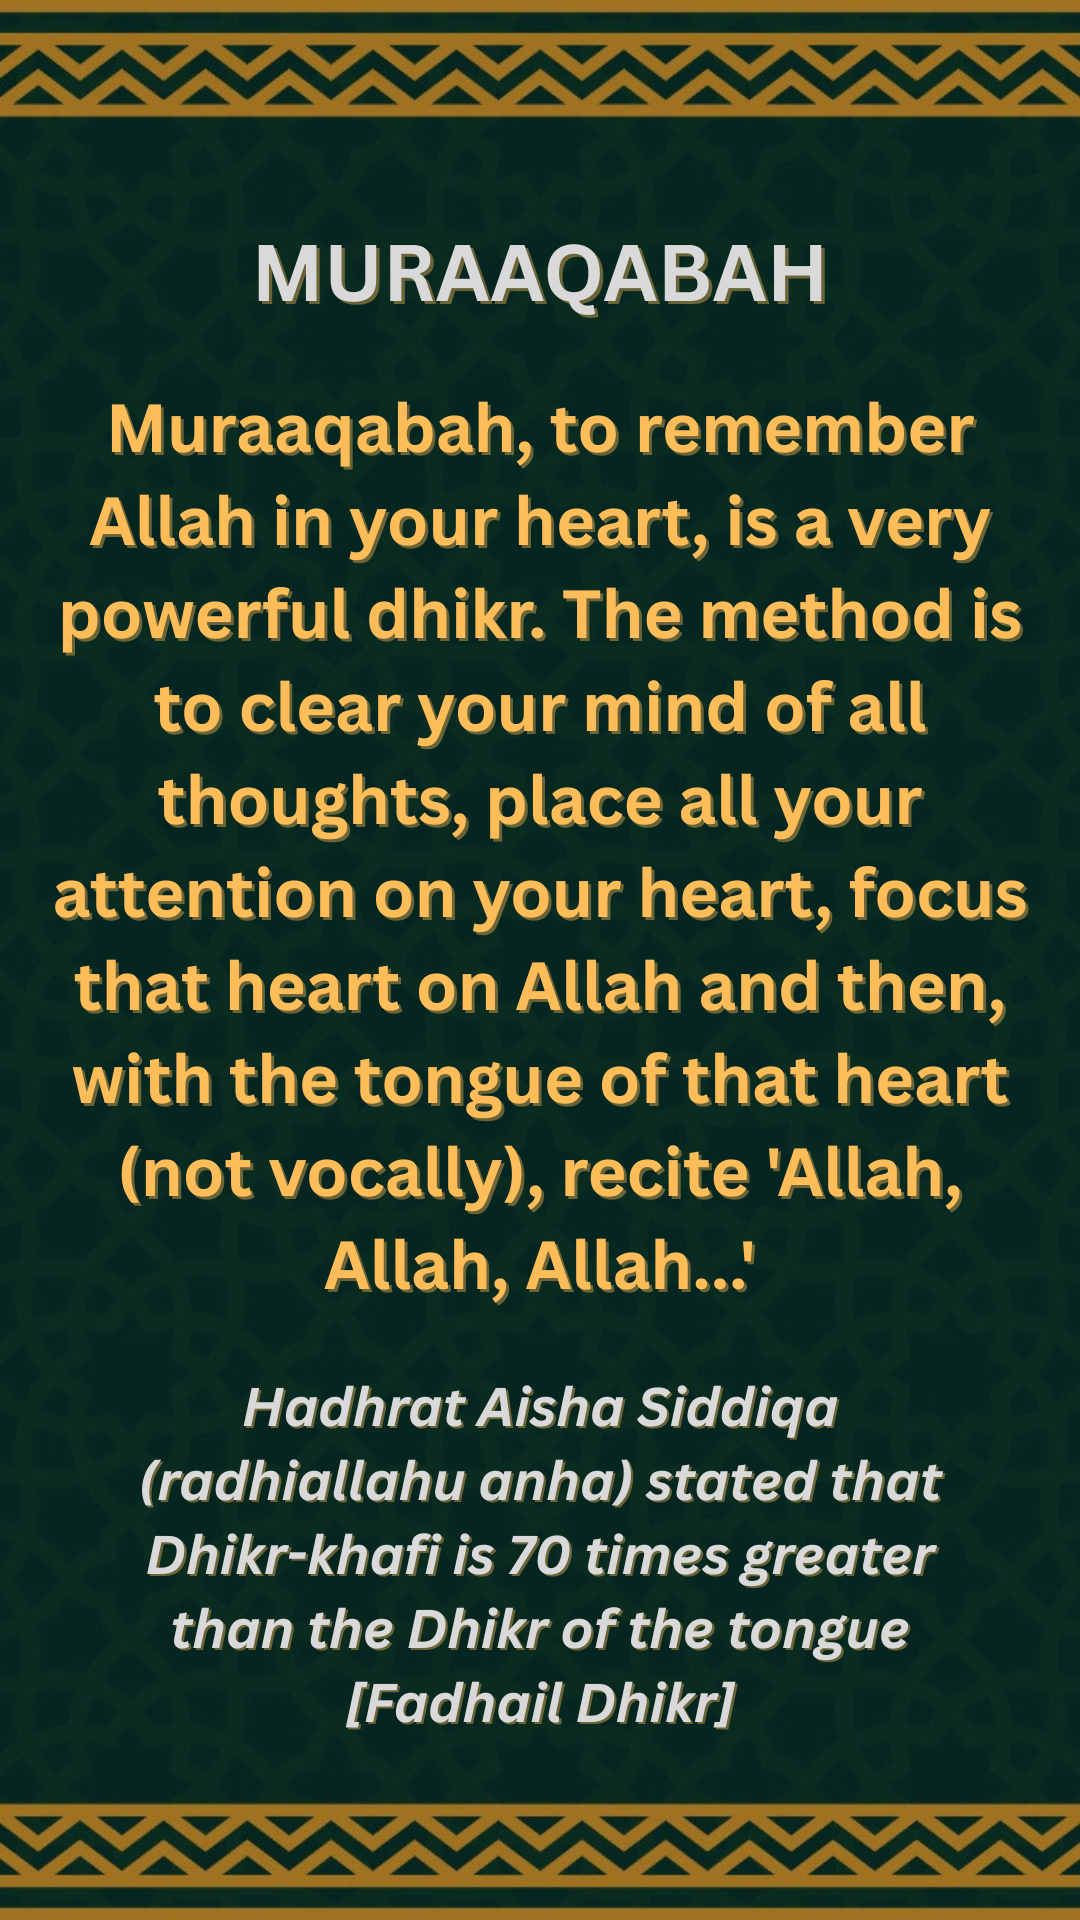 MURAAQABAH
Muraaqabah, to remember
Allah in your heart, is a very
powerful dhikr. The method is
to clear your mind of all
thoughts, place all your
attention on your heart, focus
that heart on Allah and then,
with the tongue of that heart
(not vocally), recite 'Allah,
Allah, Allah...'
Hadhrat Aisha Siddiqa
(radhiallahu anha) stated that
Dhikr-khafi is 70 times greater
than the Dhikr of the tongue
[Fadhail Dhikr]